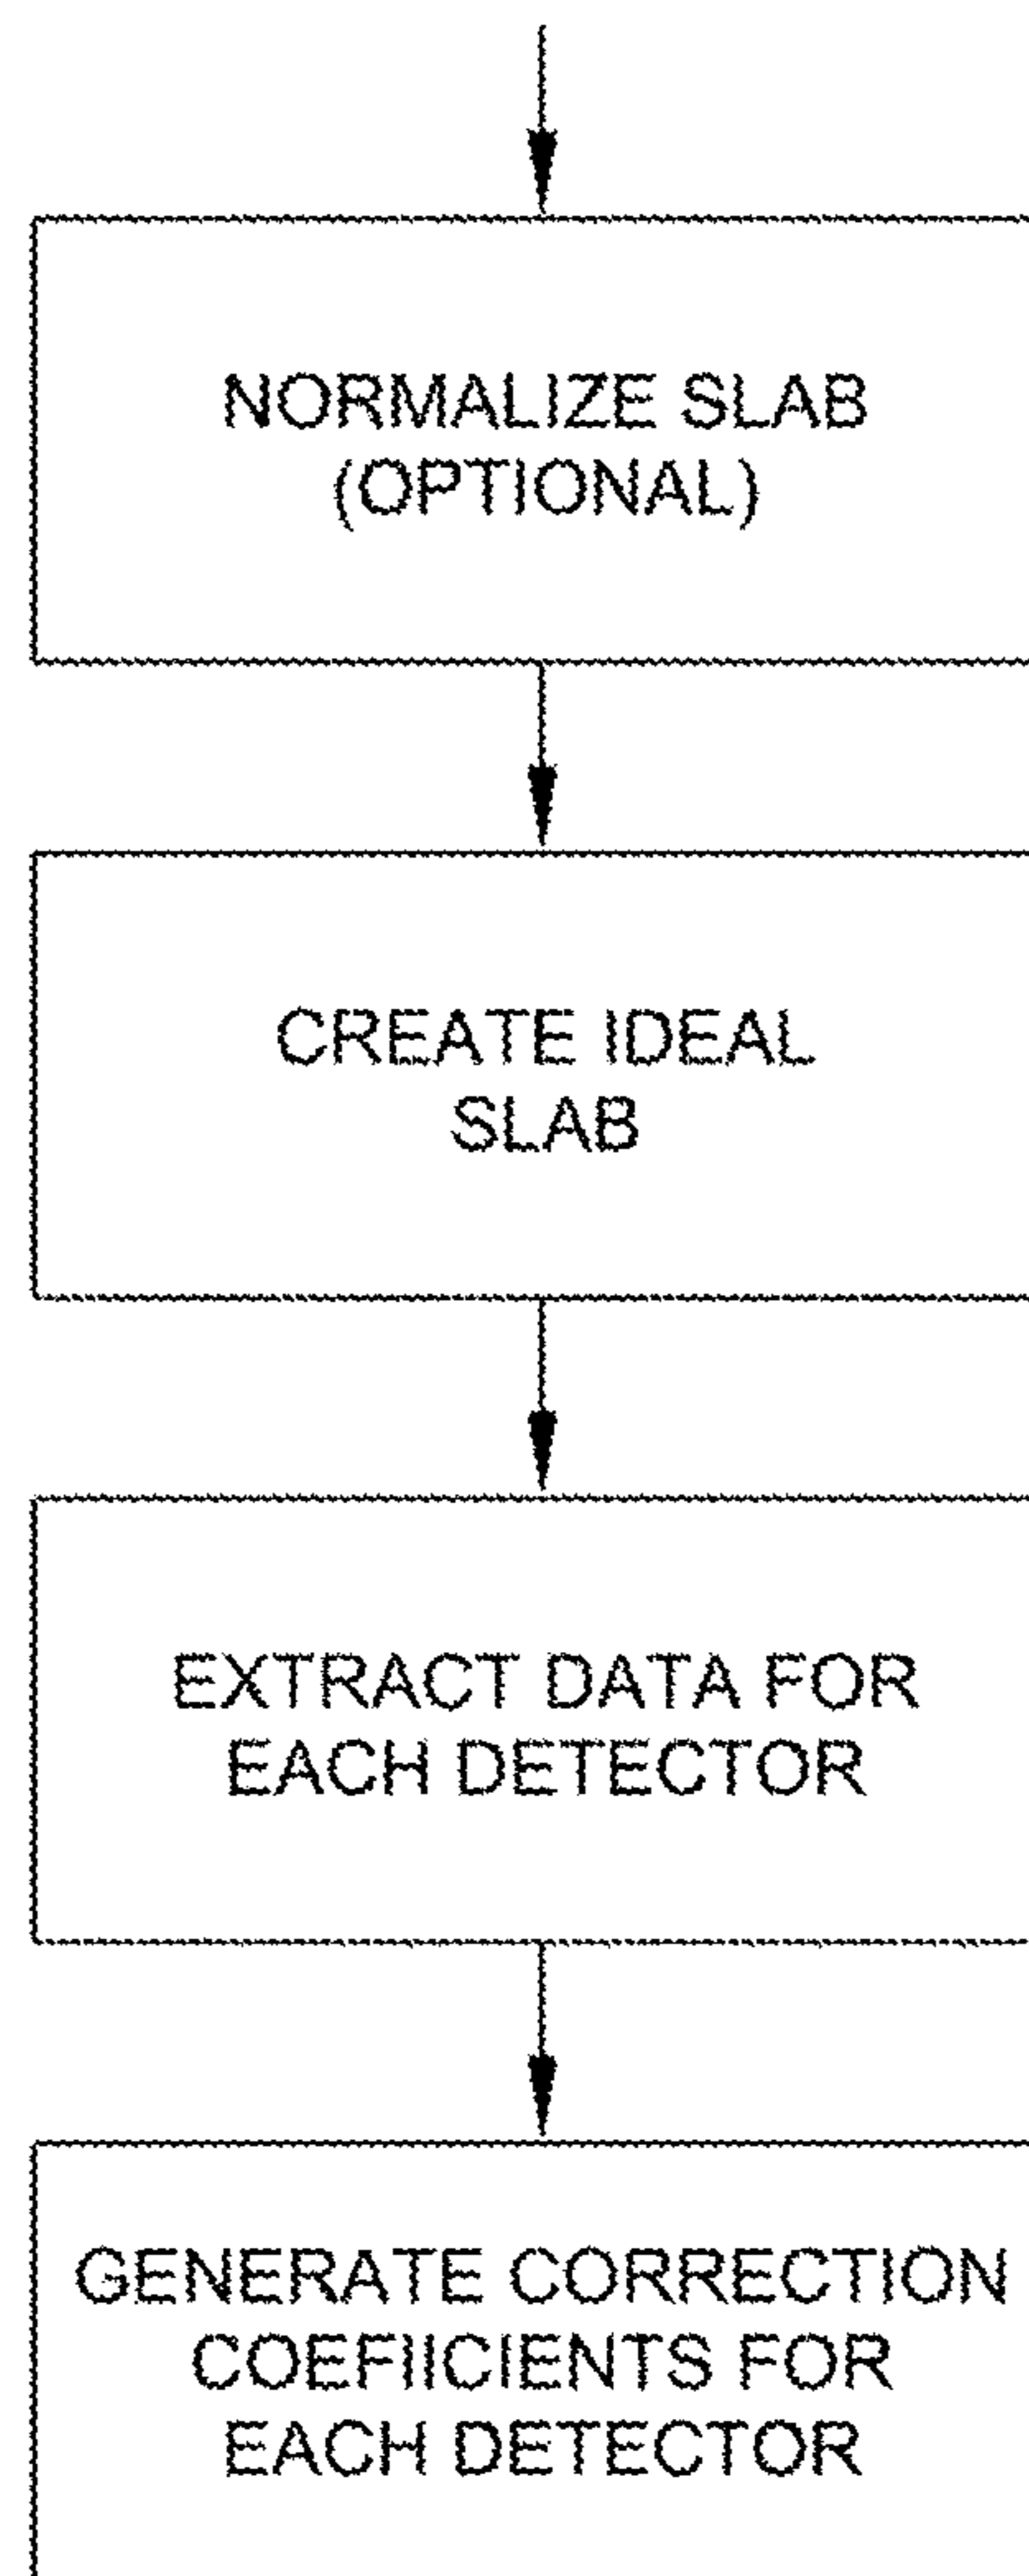 NORMALIZE SLAB
(OPTIONAL)
CREATE IDEAL
SLAB
EXTRACT DATA FOR
EACH DETECTOR
GENERATE CORRECTION
COEFIICIENTS FOR
EACH DETECTOR